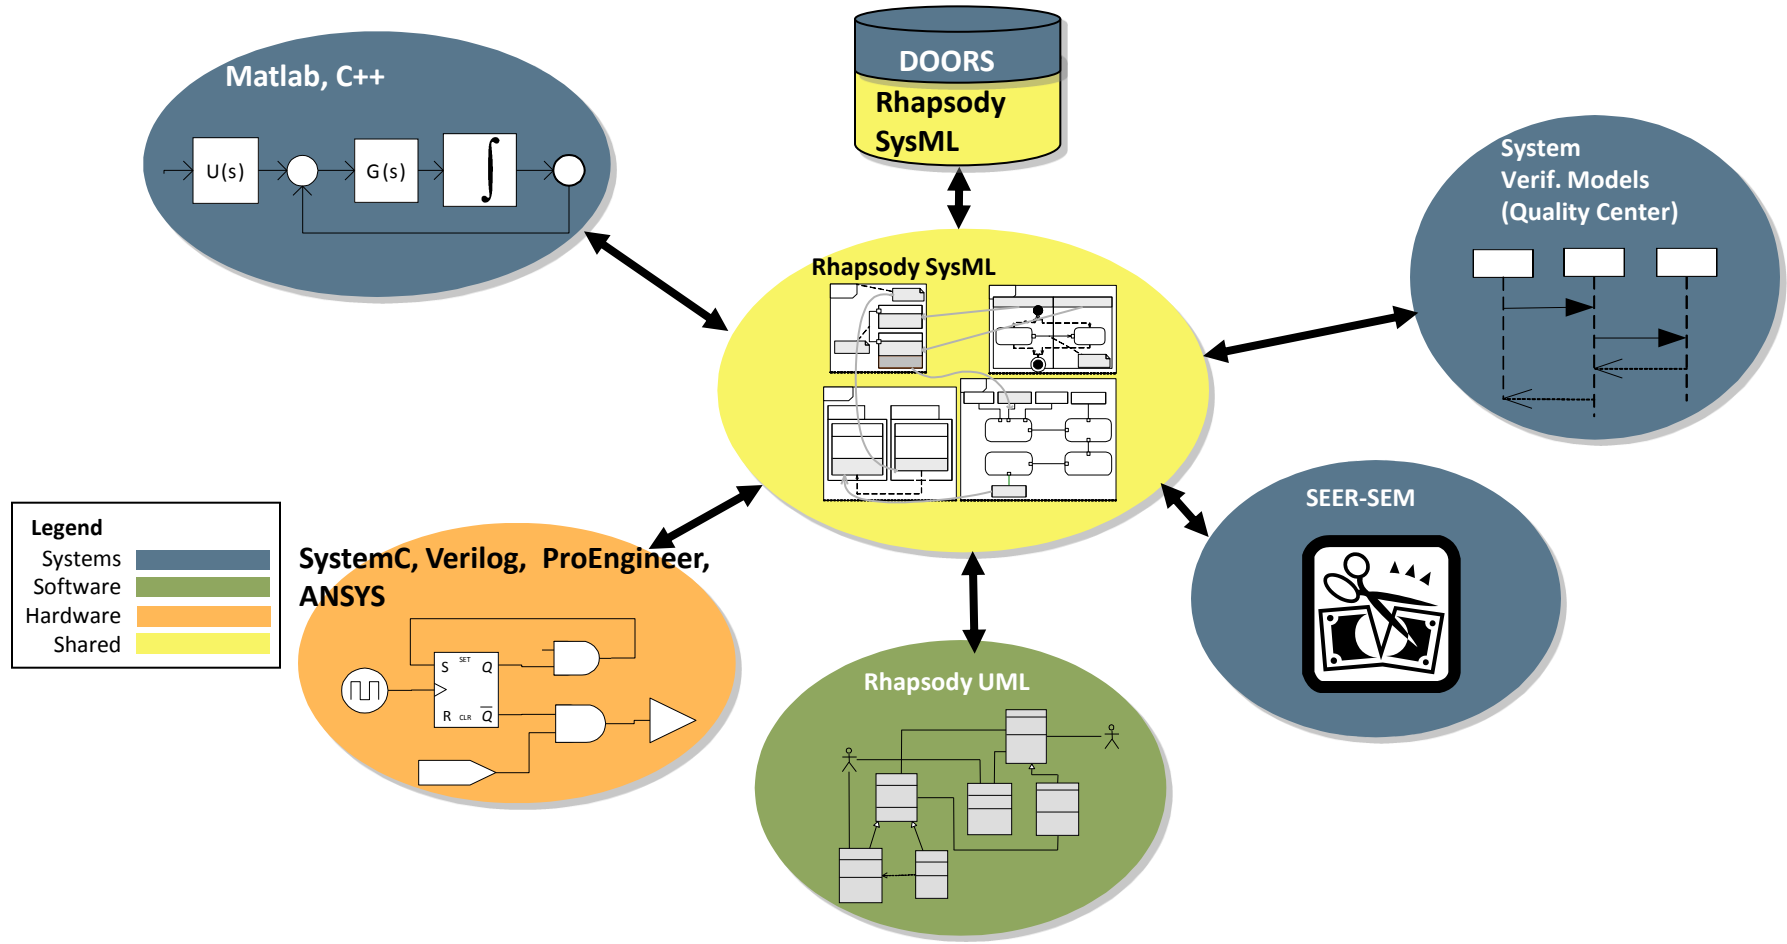 DOORS
Rhapsody
SysML
Matlab, C++
U(s)
G(s)
∫
System
Verif. Models
(Quality Center)
Rhapsody SysML
SEER-SEM
Legend
Systems
Software
Hardware
Shared
SystemC, Verilog, ProEngineer,
ANSYS
S SET Q
R CLR Q̅
Rhapsody UML